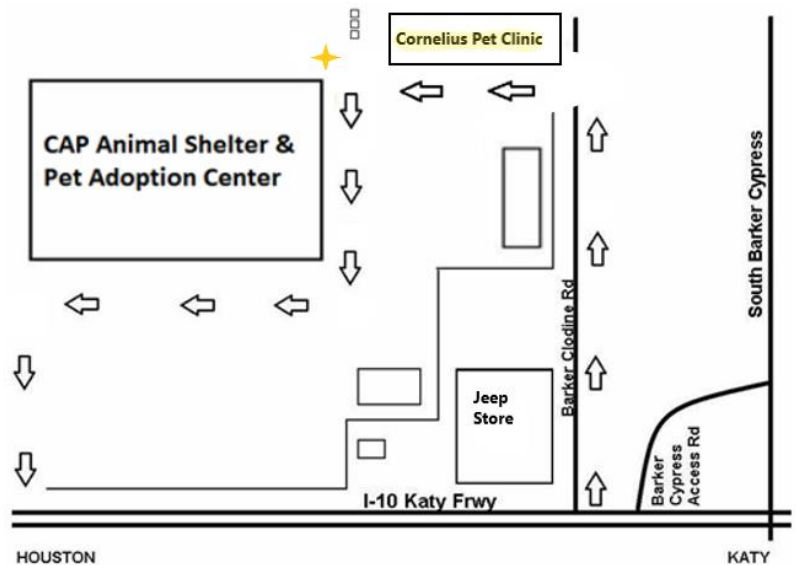 Cornelius Pet Clinic
CAP Animal Shelter &
Pet Adoption Center
South Barker Cypress
Barker Clodine Rd
Jeep
Store
Barker
Cypress
Access Rd
I-10 Katy Frwy
HOUSTON
KATY